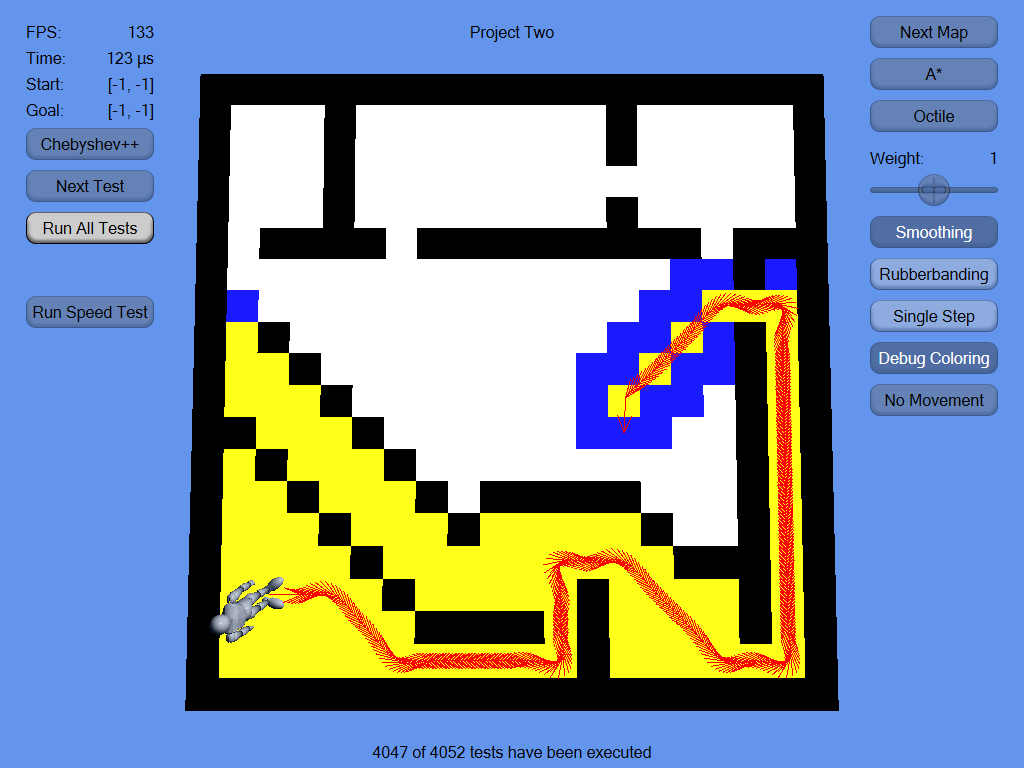 FPS: 133
Time: 123 µs
Start: [-1, -1]
Goal: [-1, -1]
Chebyshev++
Next Test
Run All Tests
Run Speed Test
Project Two
Next Map
A*
Octile
Weight: 1
Smoothing
Rubberbanding
Single Step
Debug Coloring
No Movement
4047 of 4052 tests have been executed